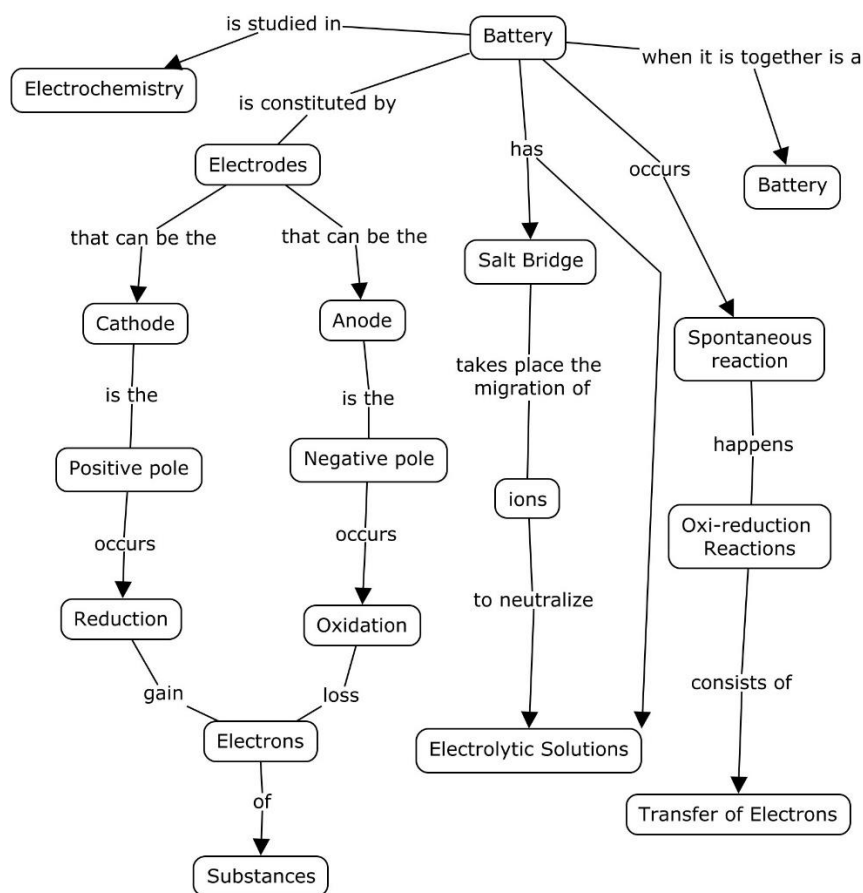 is studied in
Battery
when it is together is a
Electrochemistry
is constituted by
Electrodes
has
occurs
Battery
that can be the
that can be the
Salt Bridge
Cathode
Anode
Spontaneous
reaction
takes place the
migration of
is the
is the
happens
Positive pole
Negative pole
ions
Oxi-reduction
Reactions
occurs
occurs
to neutralize
Reduction
Oxidation
consists of
gain
loss
Electrons
Electrolytic Solutions
of
Transfer of Electrons
Substances